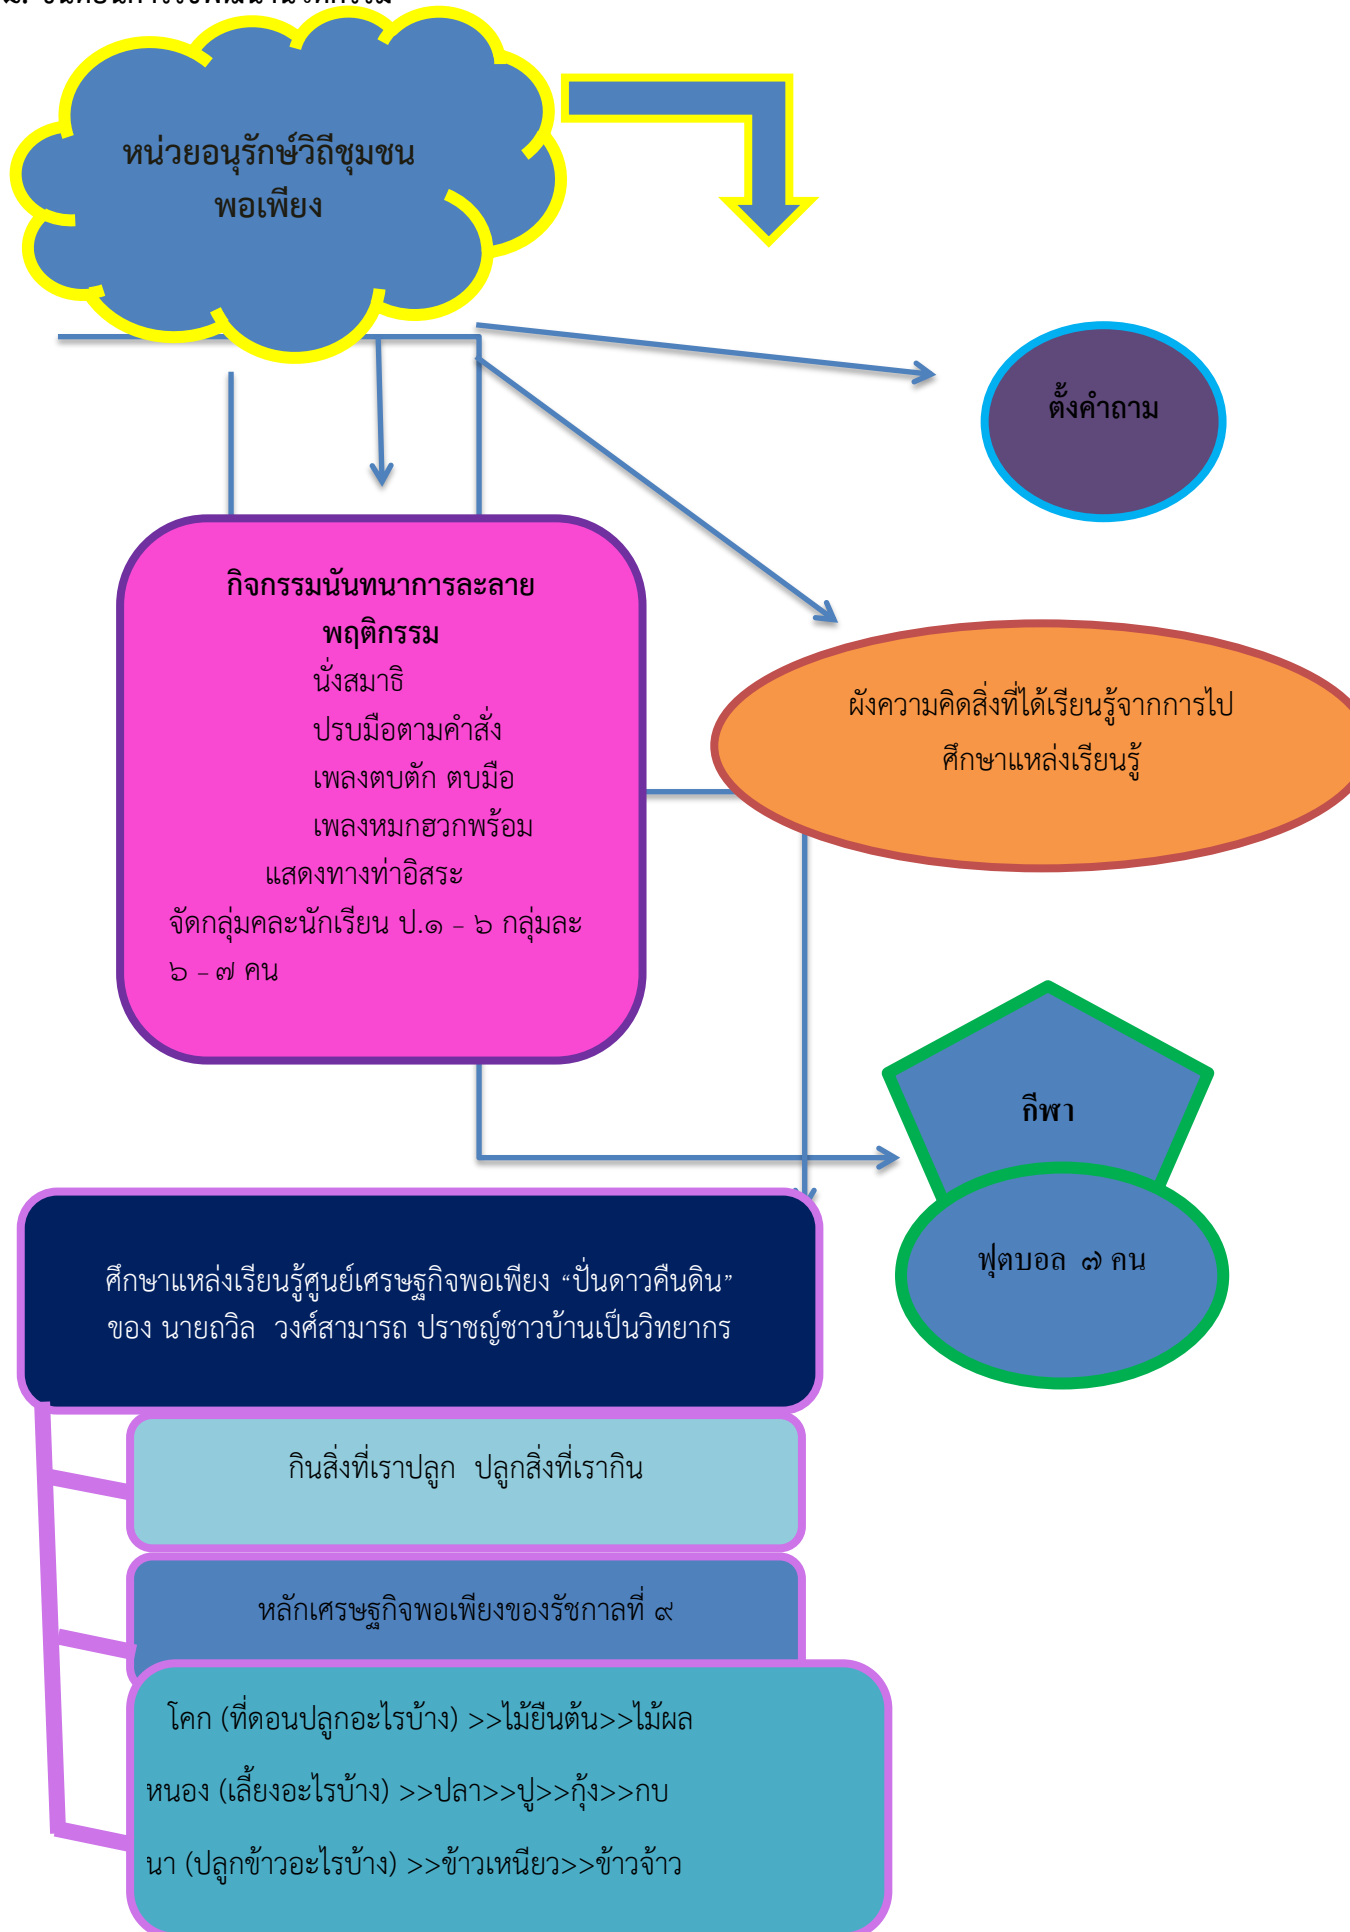 หน่วยอนุรักษ์วิถีชุมชน
พอเพียง
ตั้งคำถาม
กิจกรรมนันทนาการละลาย
พฤติกรรม
นั่งสมาธิ
ปรบมือตามคำสั่ง
เพลงตบตัก ตบมือ
เพลงหมกฮวกพร้อม
แสดงทางท่าอิสระ
จัดกลุ่มคละนักเรียน ป.๑ – ๖ กลุ่มละ
๖ – ๗ คน
ผังความคิดสิ่งที่ได้เรียนรู้จากการไป
ศึกษาแหล่งเรียนรู้
กีฬา
ฟุตบอล ๗ คน
ศึกษาแหล่งเรียนรู้ศูนย์เศรษฐกิจพอเพียง “ปั่นดาวคืนดิน”
ของ นายถวิล วงศ์สามารถ ปราชญ์ชาวบ้านเป็นวิทยากร
กินสิ่งที่เราปลูก ปลูกสิ่งที่เรากิน
หลักเศรษฐกิจพอเพียงของรัชกาลที่ ๙
โคก (ที่ดอนปลูกอะไรบ้าง) >>ไม้ยืนต้น>>ไม้ผล
หนอง (เลี้ยงอะไรบ้าง) >>ปลา>>ปู>>กุ้ง>>กบ
นา (ปลูกข้าวอะไรบ้าง) >>ข้าวเหนียว>>ข้าวจ้าว